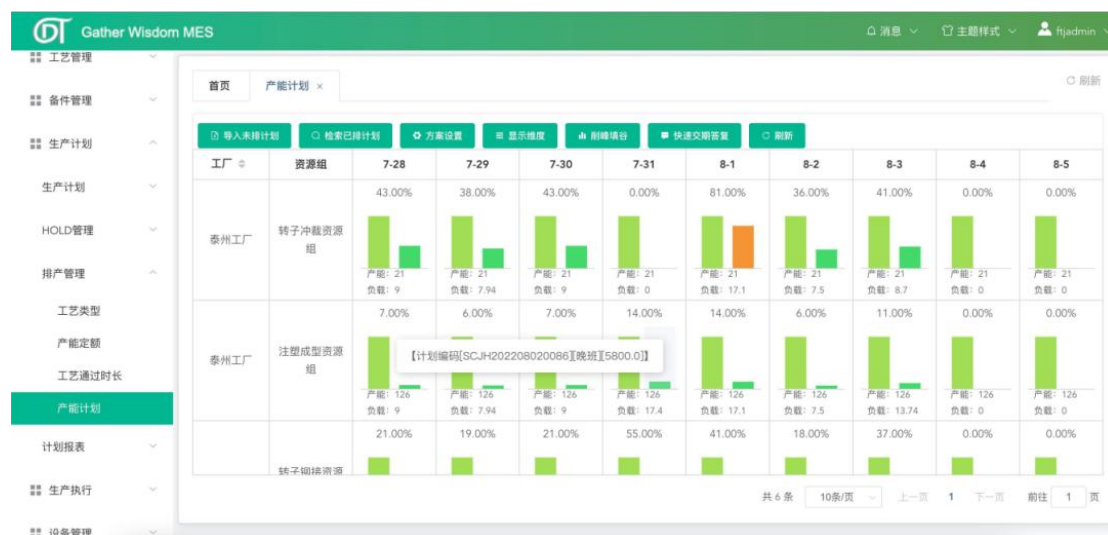 DT Gather Wisdom MES 消息 主题样式 ftjadmin
工艺管理
备件管理
生产计划
生产计划
HOLD管理
排产管理
工艺类型
产能定额
工艺通过时长
产能计划
计划报表
生产执行
设备管理
首页 产能计划 × 刷新
导入未排计划 检索已排计划 方案设置 显示维度 削峰填谷 快速交期答复 刷新
工厂 资源组 7-28 7-29 7-30 7-31 8-1 8-2 8-3 8-4 8-5
43.00% 38.00% 43.00% 0.00% 81.00% 36.00% 41.00% 0.00% 0.00%
泰州工厂 转子冲裁资源
组
产能: 21 产能: 21 产能: 21 产能: 21 产能: 21 产能: 21 产能: 21 产能: 21 产能: 21
负载: 9 负载: 7.94 负载: 9 负载: 0 负载: 17.1 负载: 7.5 负载: 8.7 负载: 0 负载: 0
7.00% 6.00% 7.00% 14.00% 14.00% 6.00% 11.00% 0.00% 0.00%
泰州工厂 注塑成型资源
组
【计划编码[SCJH202208020086][晚班][5800.0]】
产能: 126 产能: 126 产能: 126 产能: 126 产能: 126 产能: 126 产能: 126 产能: 126 产能: 126
负载: 9 负载: 7.94 负载: 9 负载: 17.4 负载: 17.1 负载: 7.5 负载: 13.74 负载: 0 负载: 0
21.00% 19.00% 21.00% 55.00% 41.00% 18.00% 37.00% 0.00% 0.00%
转子铆接资源
共 6 条 10条/页 上一页 1 下一页 前往 1 页